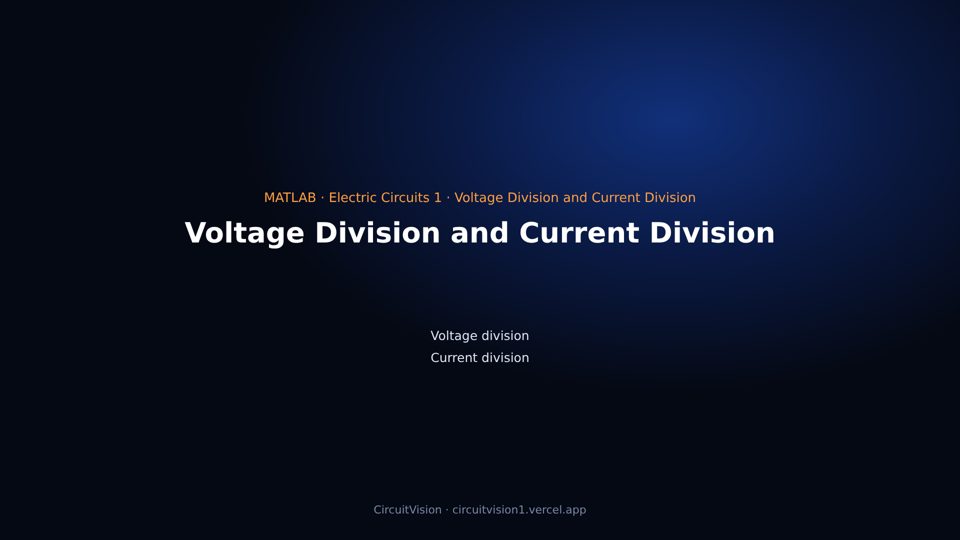 MATLAB · Electric Circuits 1 · Voltage Division and Current Division
Voltage Division and Current Division
Voltage division
Current division
CircuitVision · circuitvision1.vercel.app